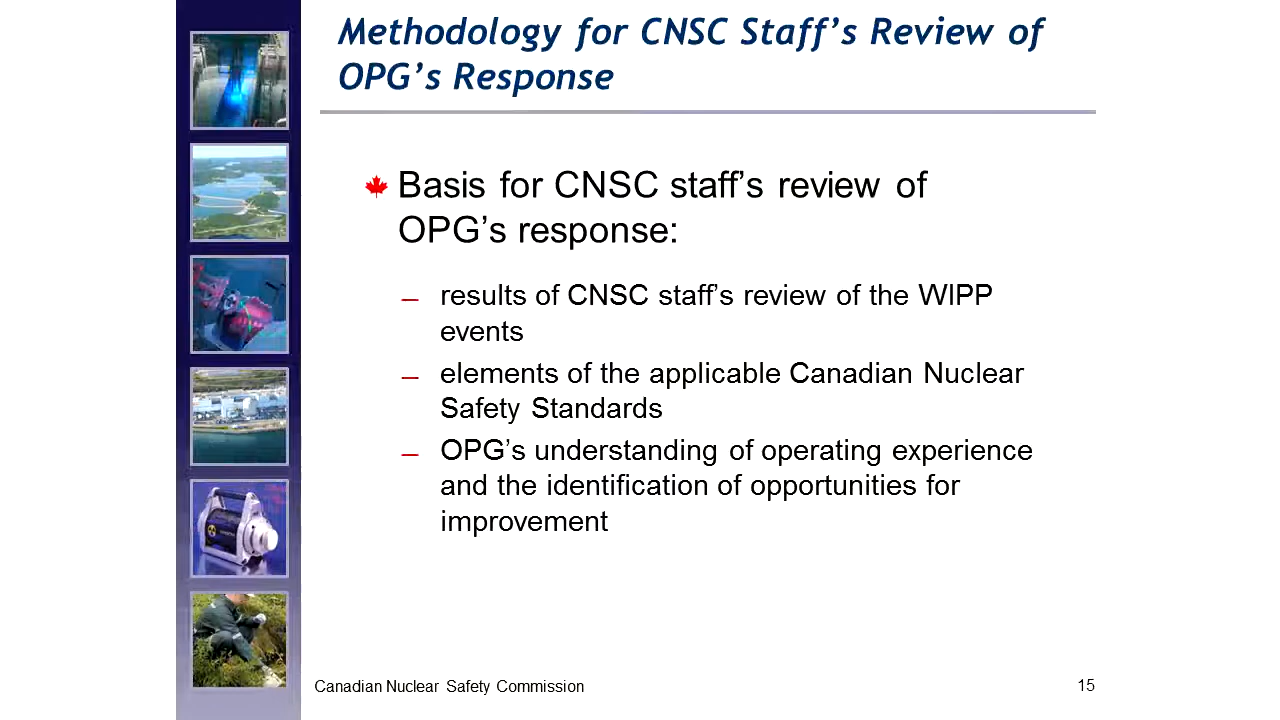 Methodology for CNSC Staff’s Review of
OPG’s Response
Basis for CNSC staff’s review of
OPG’s response:
— results of CNSC staff’s review of the WIPP
events
— elements of the applicable Canadian Nuclear
Safety Standards
— OPG’s understanding of operating experience
and the identification of opportunities for
improvement
Canadian Nuclear Safety Commission
15